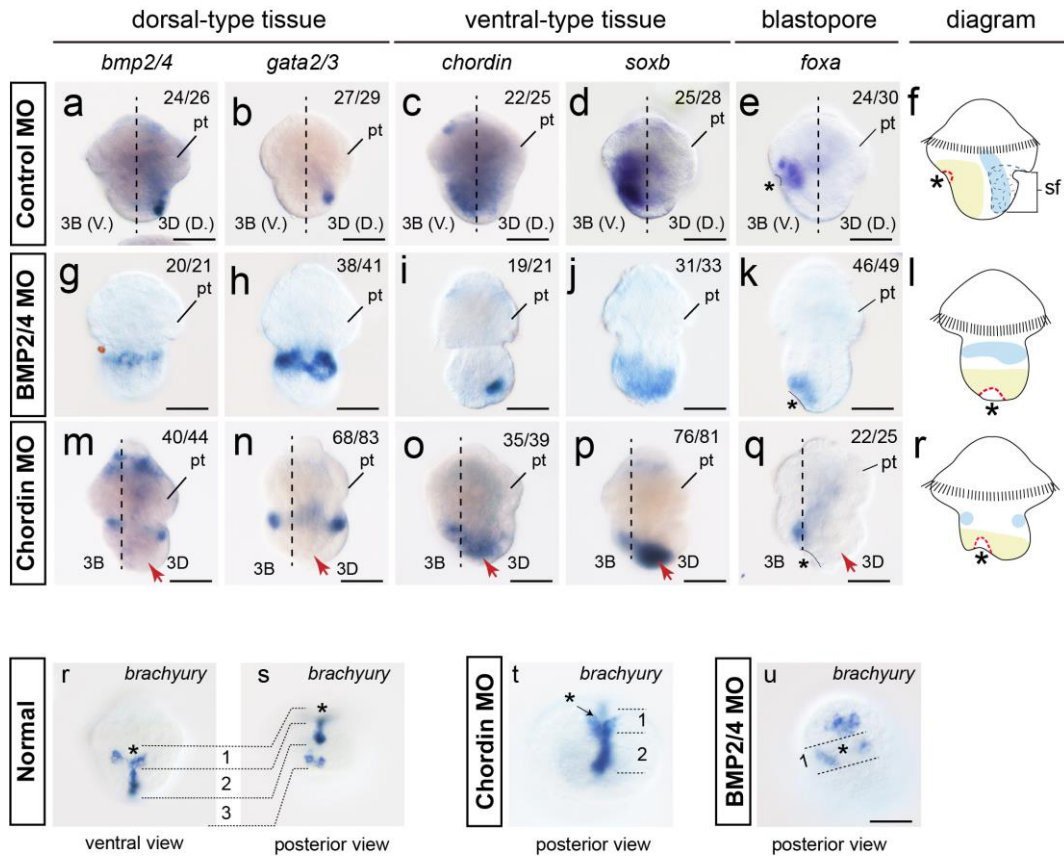 dorsal-type tissue ventral-type tissue blastopore diagram
bmp2/4 gata2/3 chordin soxb foxa
Control MO
a 24/26 pt 3B (V.) 3D (D.)
b 27/29 pt 3B (V.) 3D (D.)
c 22/25 pt 3B (V.) 3D (D.)
d 25/28 pt 3B (V.) 3D (D.)
e 24/30 pt * 3B (V.) 3D (D.)
f * sf
BMP2/4 MO
g 20/21 pt
h 38/41 pt
i 19/21 pt
j 31/33 pt
k 46/49 pt *
l *
Chordin MO
m 40/44 pt 3B 3D
n 68/83 pt 3B 3D
o 35/39 pt 3B 3D
p 76/81 pt 3B 3D
q 22/25 pt 3B * 3D
r *
Normal
r brachyury *
ventral view
1
2
3
s brachyury *
posterior view
Chordin MO
t brachyury
* 1
2
posterior view
BMP2/4 MO
u brachyury
* 1
posterior view